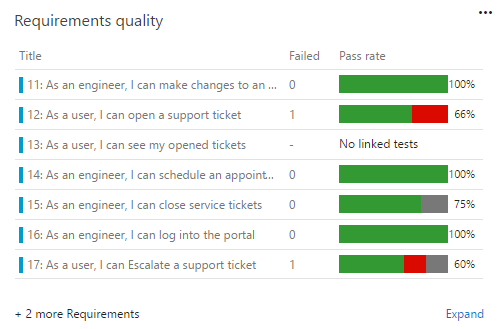 Requirements quality
Title Failed Pass rate
11: As an engineer, I can make changes to an ... 0 100%
12: As a user, I can open a support ticket 1 66%
13: As a user, I can see my opened tickets - No linked tests
14: As an engineer, I can schedule an appoint... 0 100%
15: As an engineer, I can close service tickets 0 75%
16: As an engineer, I can log into the portal 0 100%
17: As a user, I can Escalate a support ticket 1 60%
+ 2 more Requirements Expand